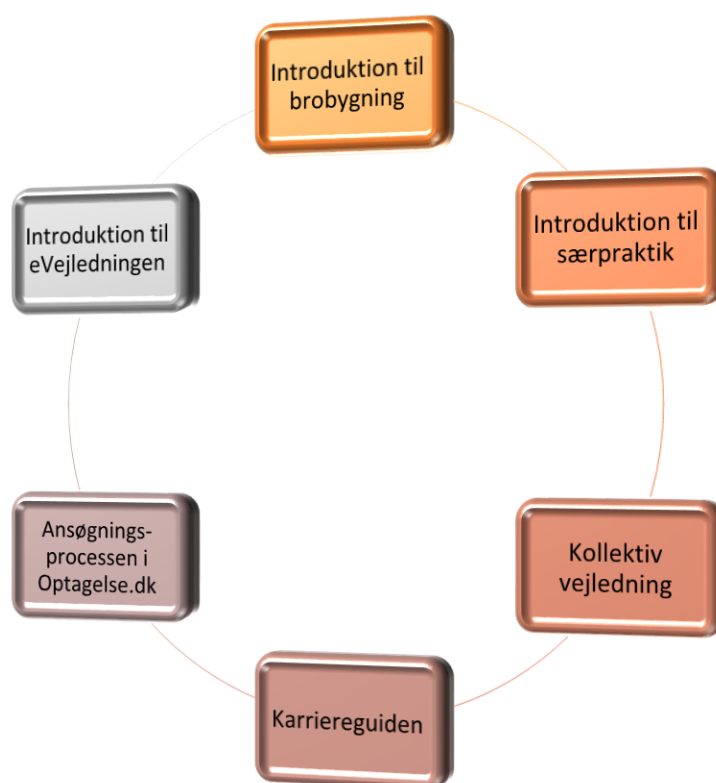 Introduktion til
brobygning
Introduktion til
særpraktik
Kollektiv
vejledning
Karriereguiden
Ansøgnings-
processen i
Optagelse.dk
Introduktion til
eVejledningen